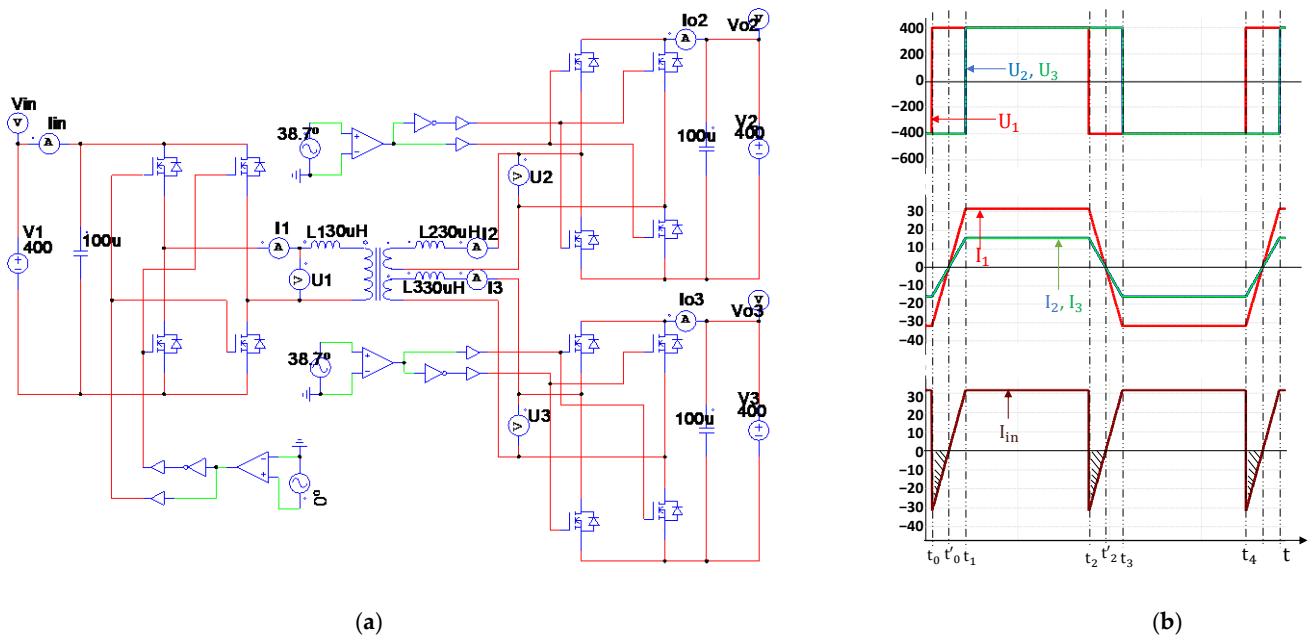 Vin
V
Iin
A
V1
400
100u
38.7º
I1
A
L130uH
U1
V
L230uH
I2
A
L330uH
I3
A
U2
V
Io2
A
Vo2
V
V2
400
100u
38.7º
U3
V
Io3
A
Vo3
V
V3
400
100u
0º
(a)
400
200
0
−200
−400
−600
U2, U3
U1
30
20
10
0
−10
−20
−30
−40
I1
I2, I3
30
20
10
0
−10
−20
−30
−40
Iin
t0 t′0 t1 t2 t′2 t3 t4 t
(b)